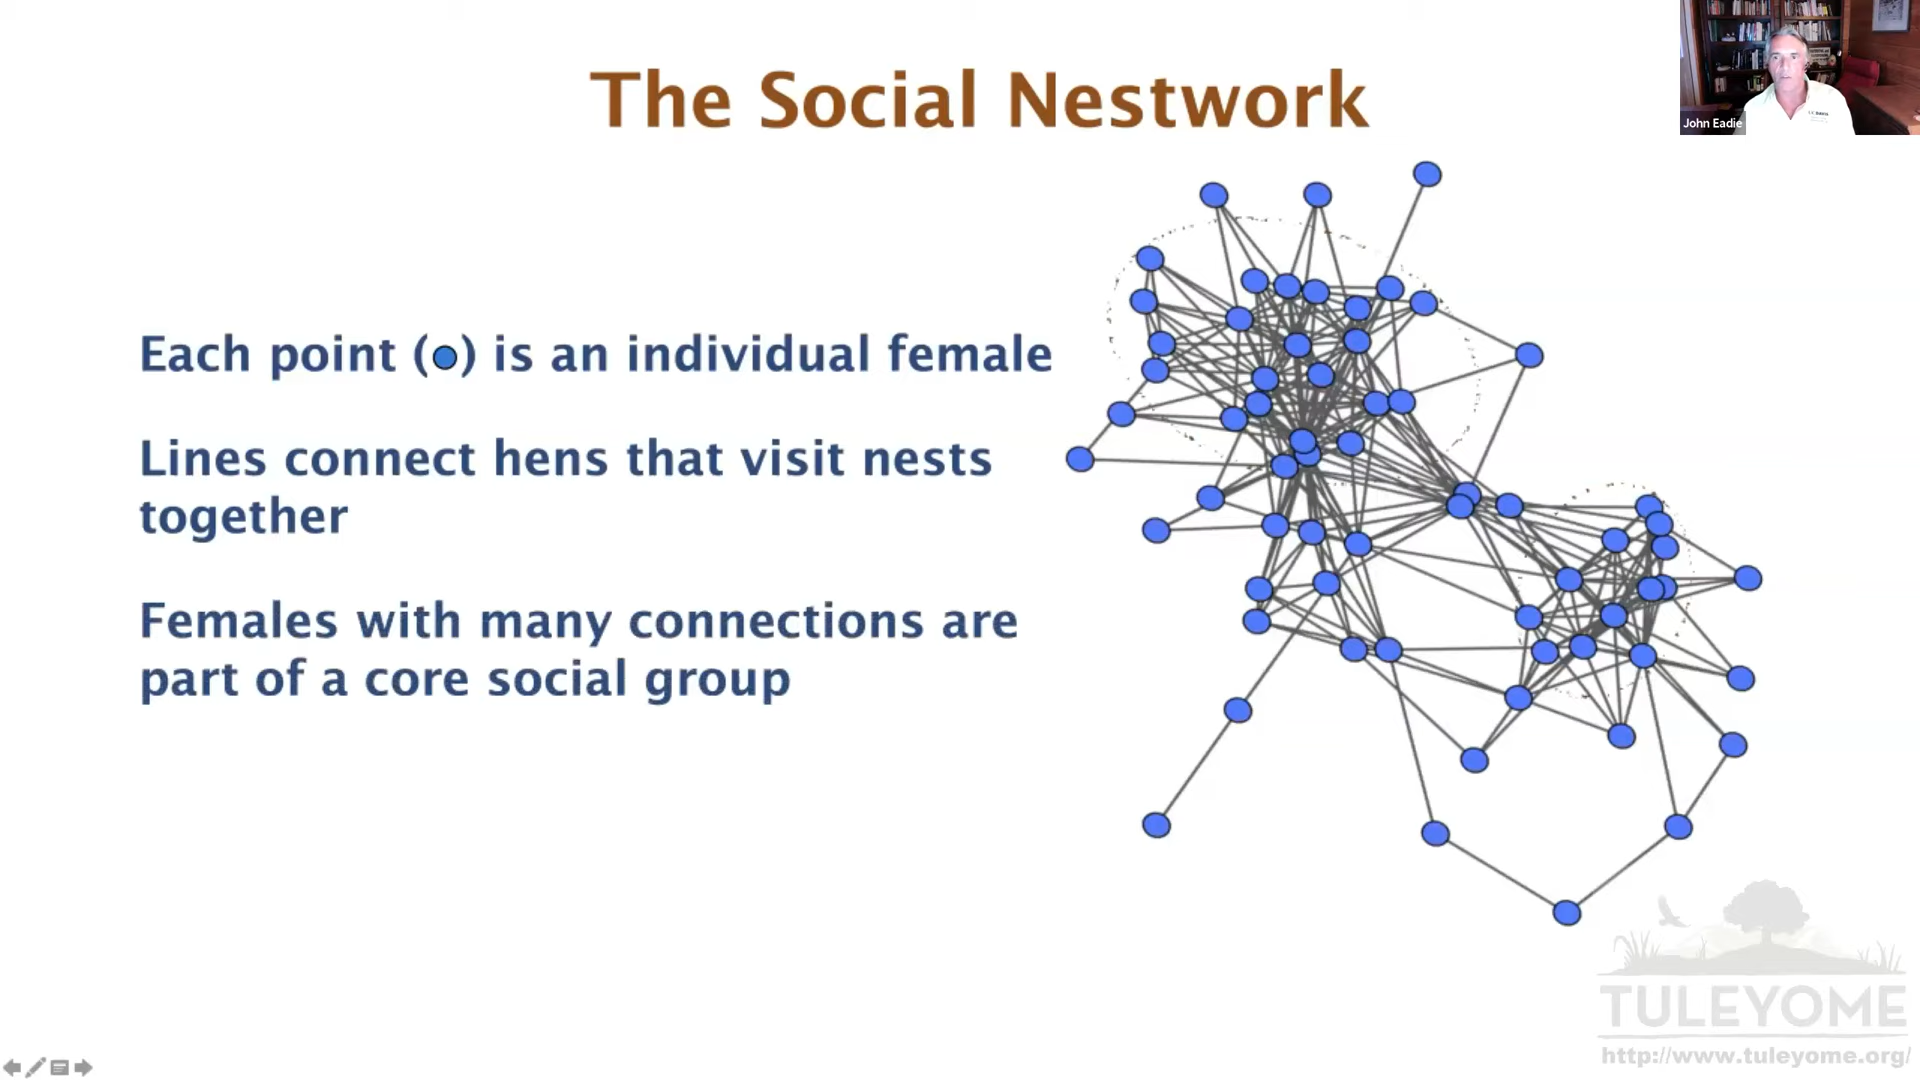 The Social Nestwork
John Eadie
Each point ( ) is an individual female
Lines connect hens that visit nests
together
Females with many connections are
part of a core social group
TULEYOME
http://www.tuleyome.org/